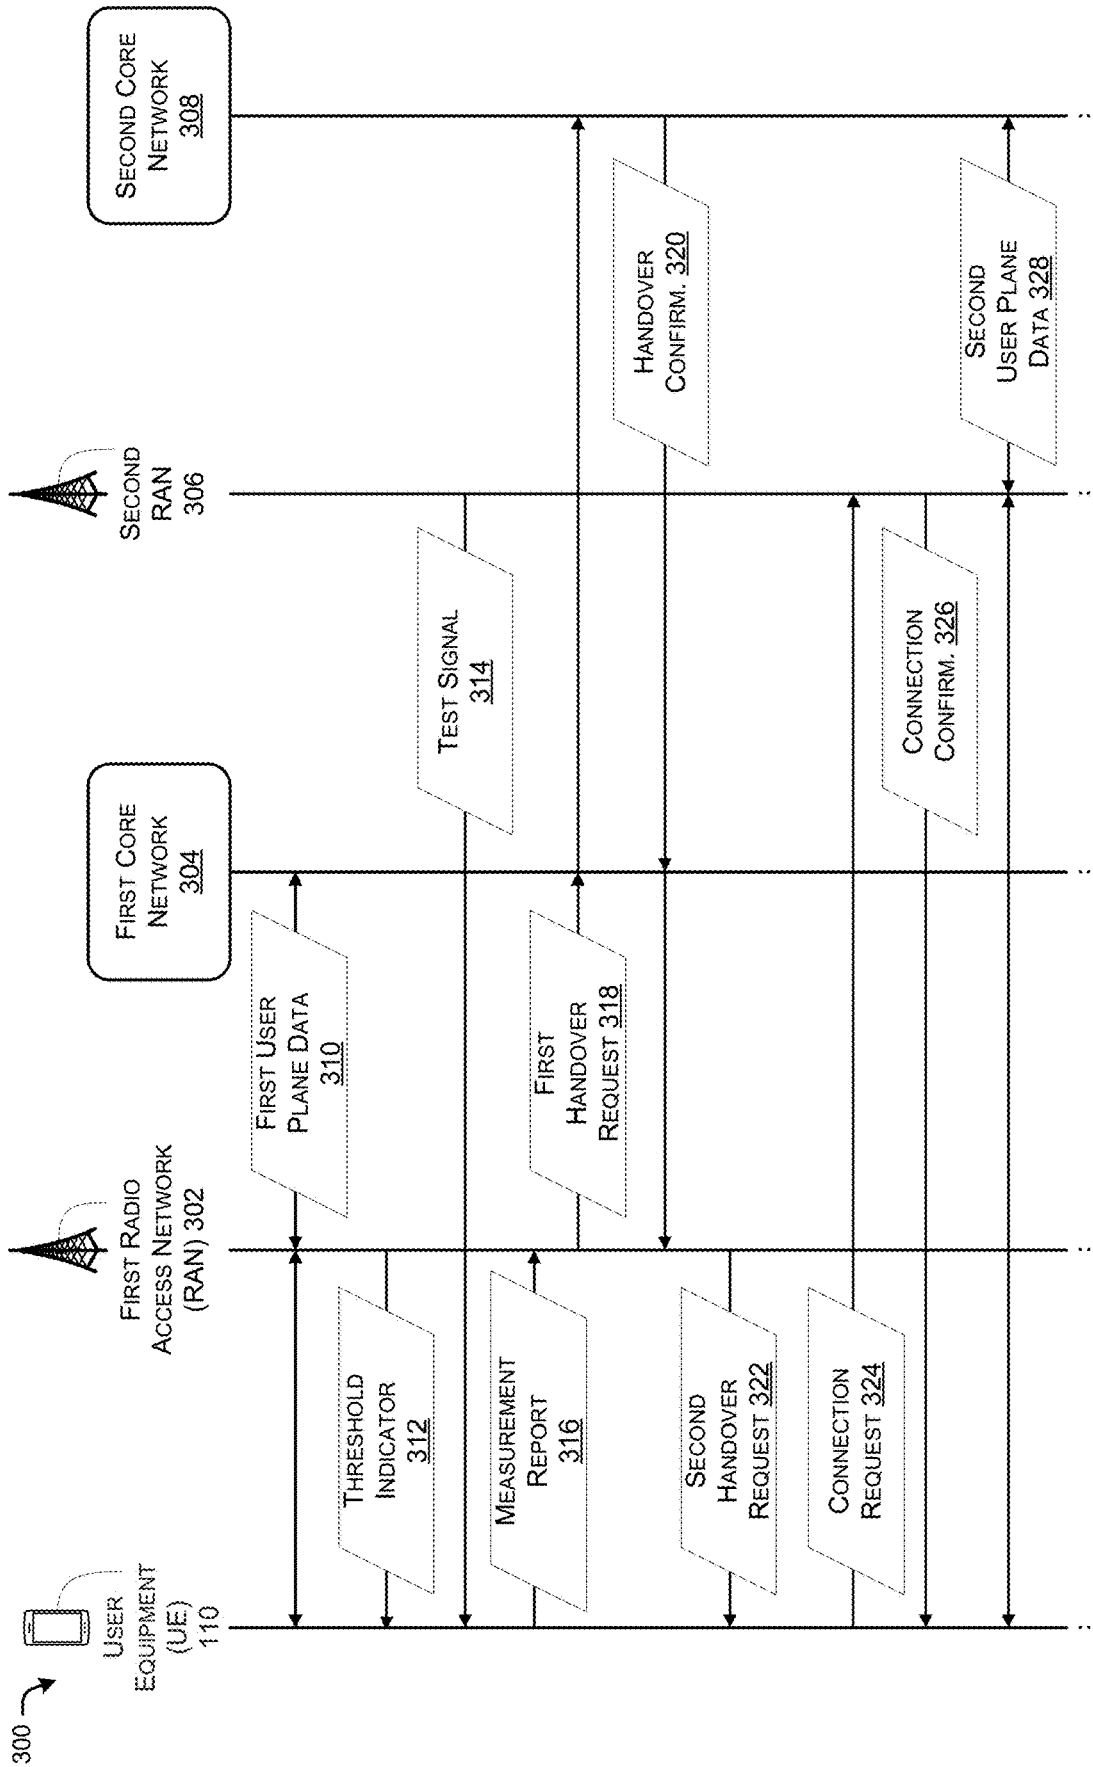 300
USER
EQUIPMENT
(UE)
110
FIRST RADIO
ACCESS NETWORK
(RAN) 302
FIRST CORE
NETWORK
304
SECOND
RAN
306
SECOND CORE
NETWORK
308
FIRST USER
PLANE DATA
310
THRESHOLD
INDICATOR
312
TEST SIGNAL
314
MEASUREMENT
REPORT
316
FIRST
HANDOVER
REQUEST 318
HANDOVER
CONFIRM. 320
SECOND
HANDOVER
REQUEST 322
CONNECTION
REQUEST 324
CONNECTION
CONFIRM. 326
SECOND
USER PLANE
DATA 328